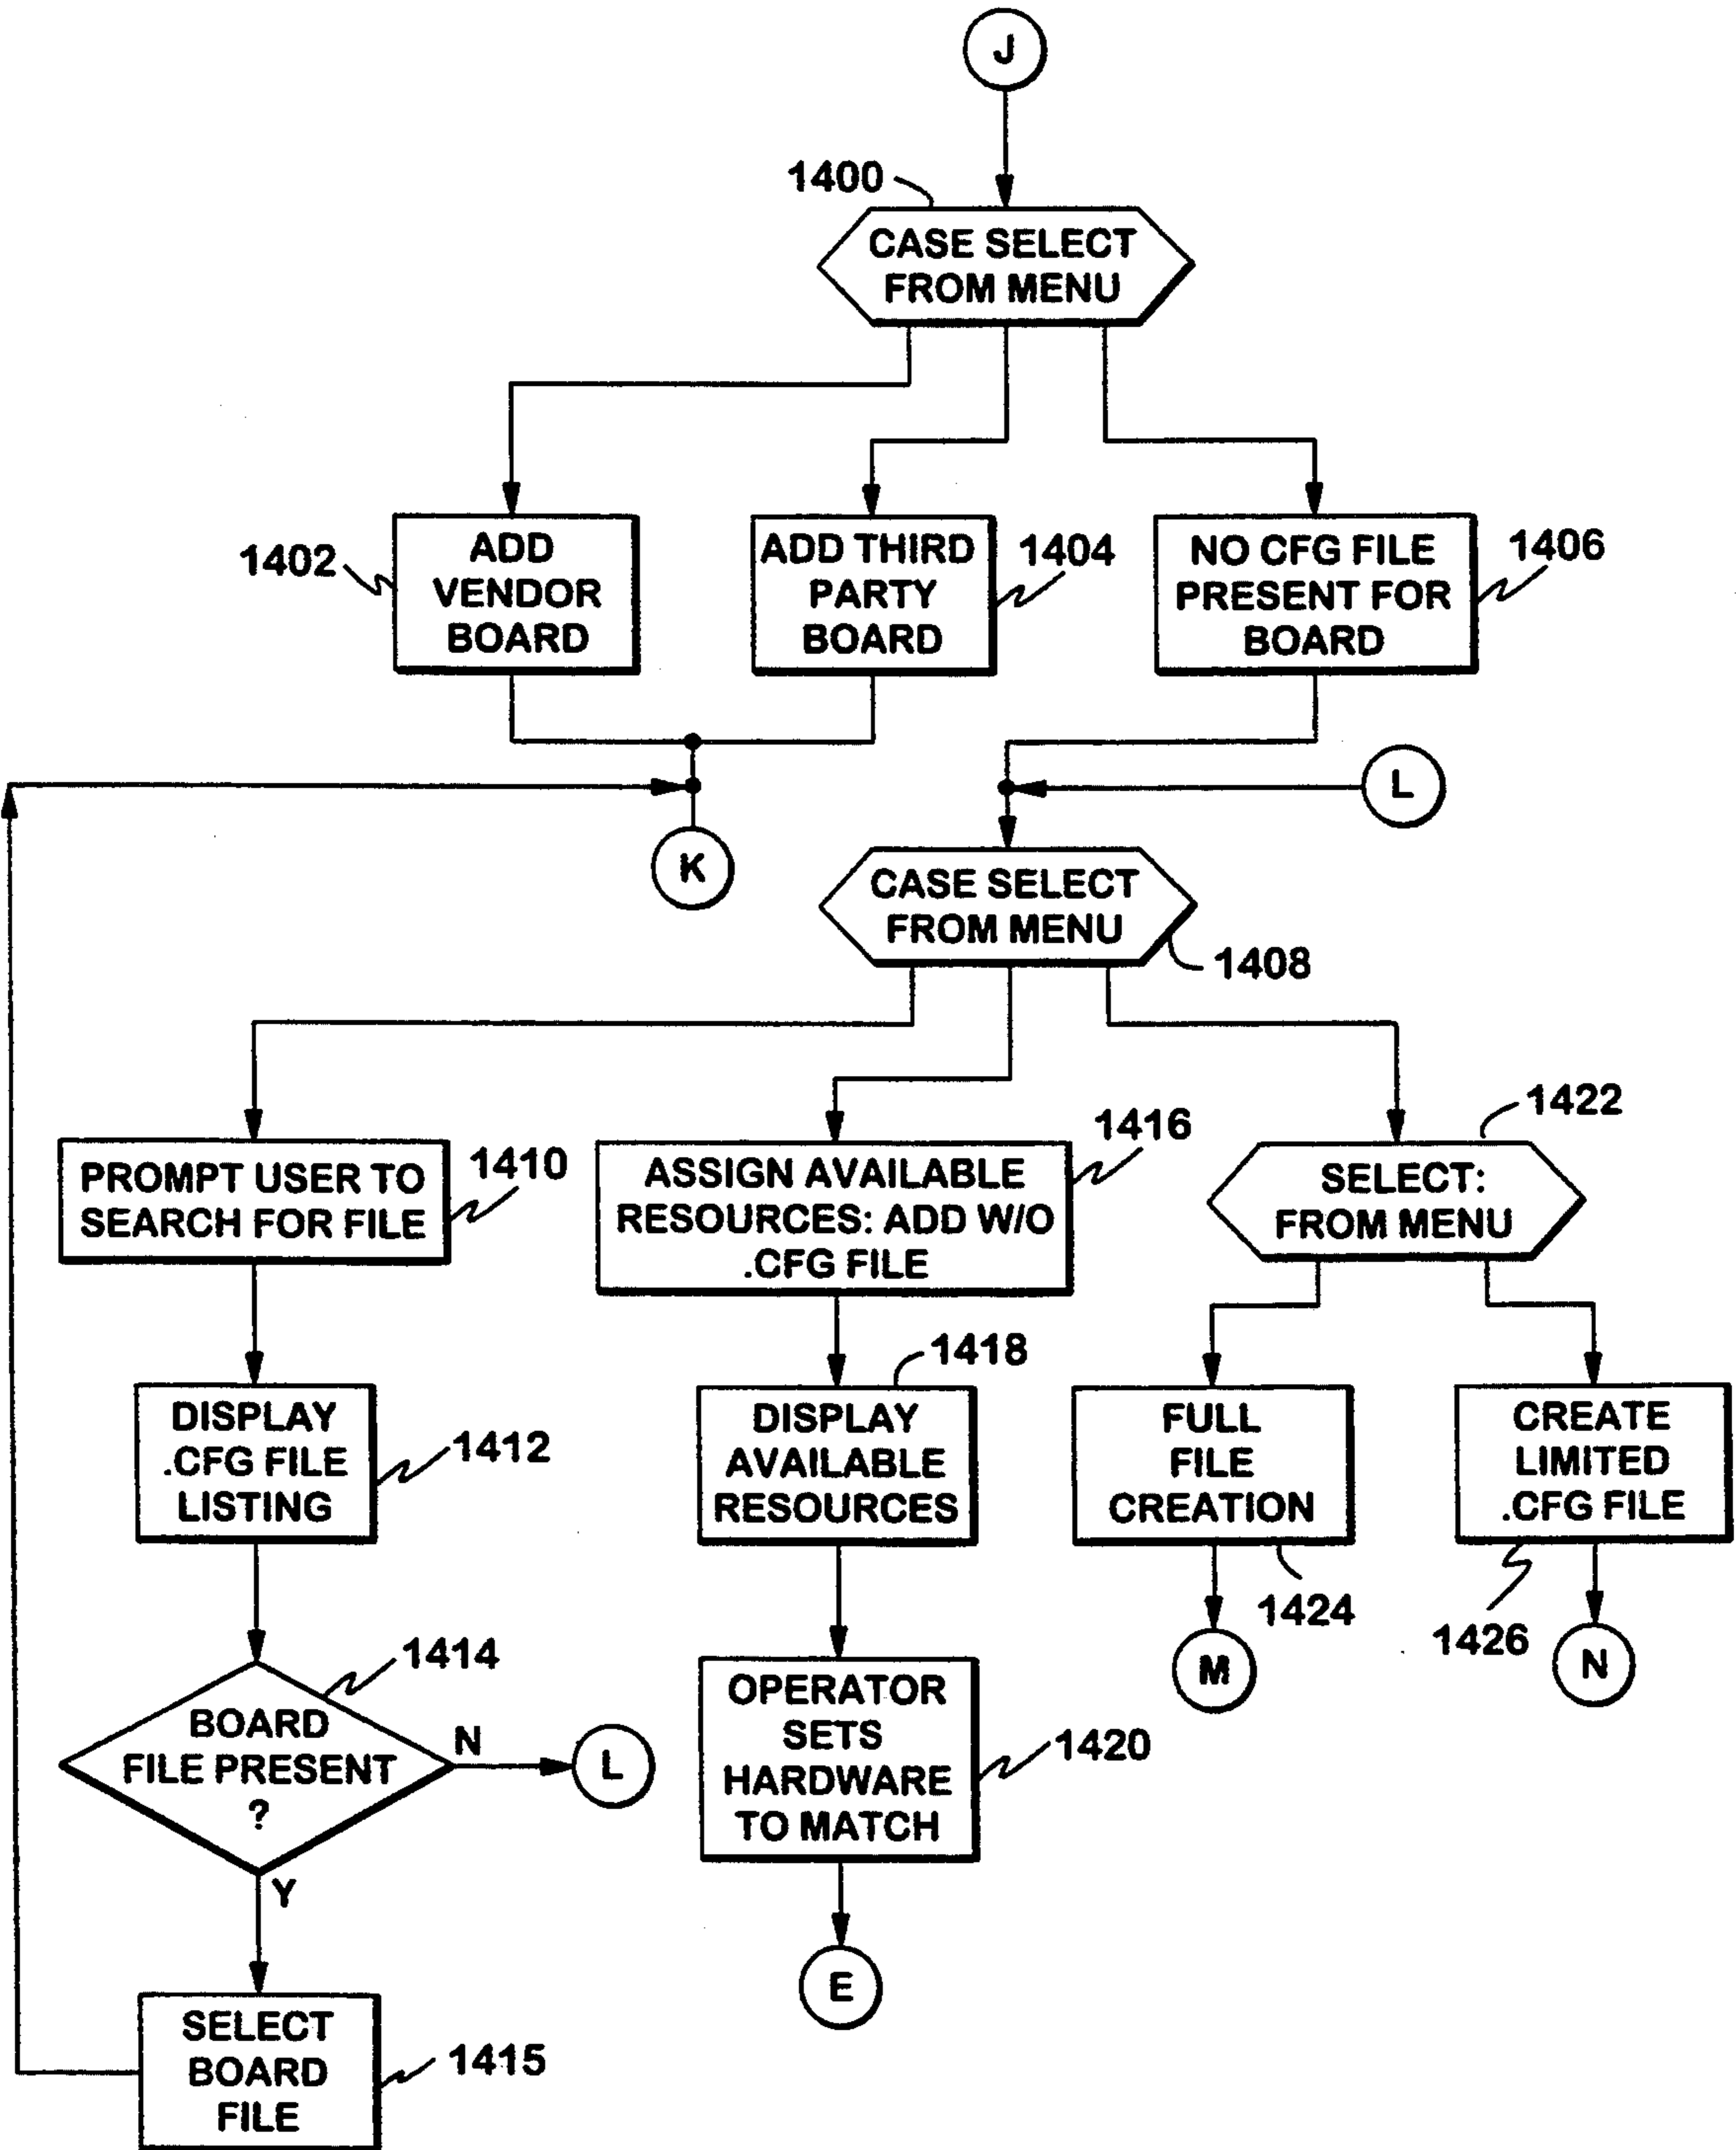 J
1400
CASE SELECT
FROM MENU
1402
ADD
VENDOR
BOARD
ADD THIRD
PARTY
BOARD
1404
NO CFG FILE
PRESENT FOR
BOARD
1406
L
K
CASE SELECT
FROM MENU
1408
PROMPT USER TO
SEARCH FOR FILE
1410
ASSIGN AVAILABLE
RESOURCES: ADD W/O
.CFG FILE
1416
1422
SELECT:
FROM MENU
DISPLAY
.CFG FILE
LISTING
1412
1418
DISPLAY
AVAILABLE
RESOURCES
FULL
FILE
CREATION
1424
CREATE
LIMITED
.CFG FILE
1426
M
N
1414
BOARD
FILE PRESENT
?
N
L
Y
OPERATOR
SETS
HARDWARE
TO MATCH
1420
E
SELECT
BOARD
FILE
1415